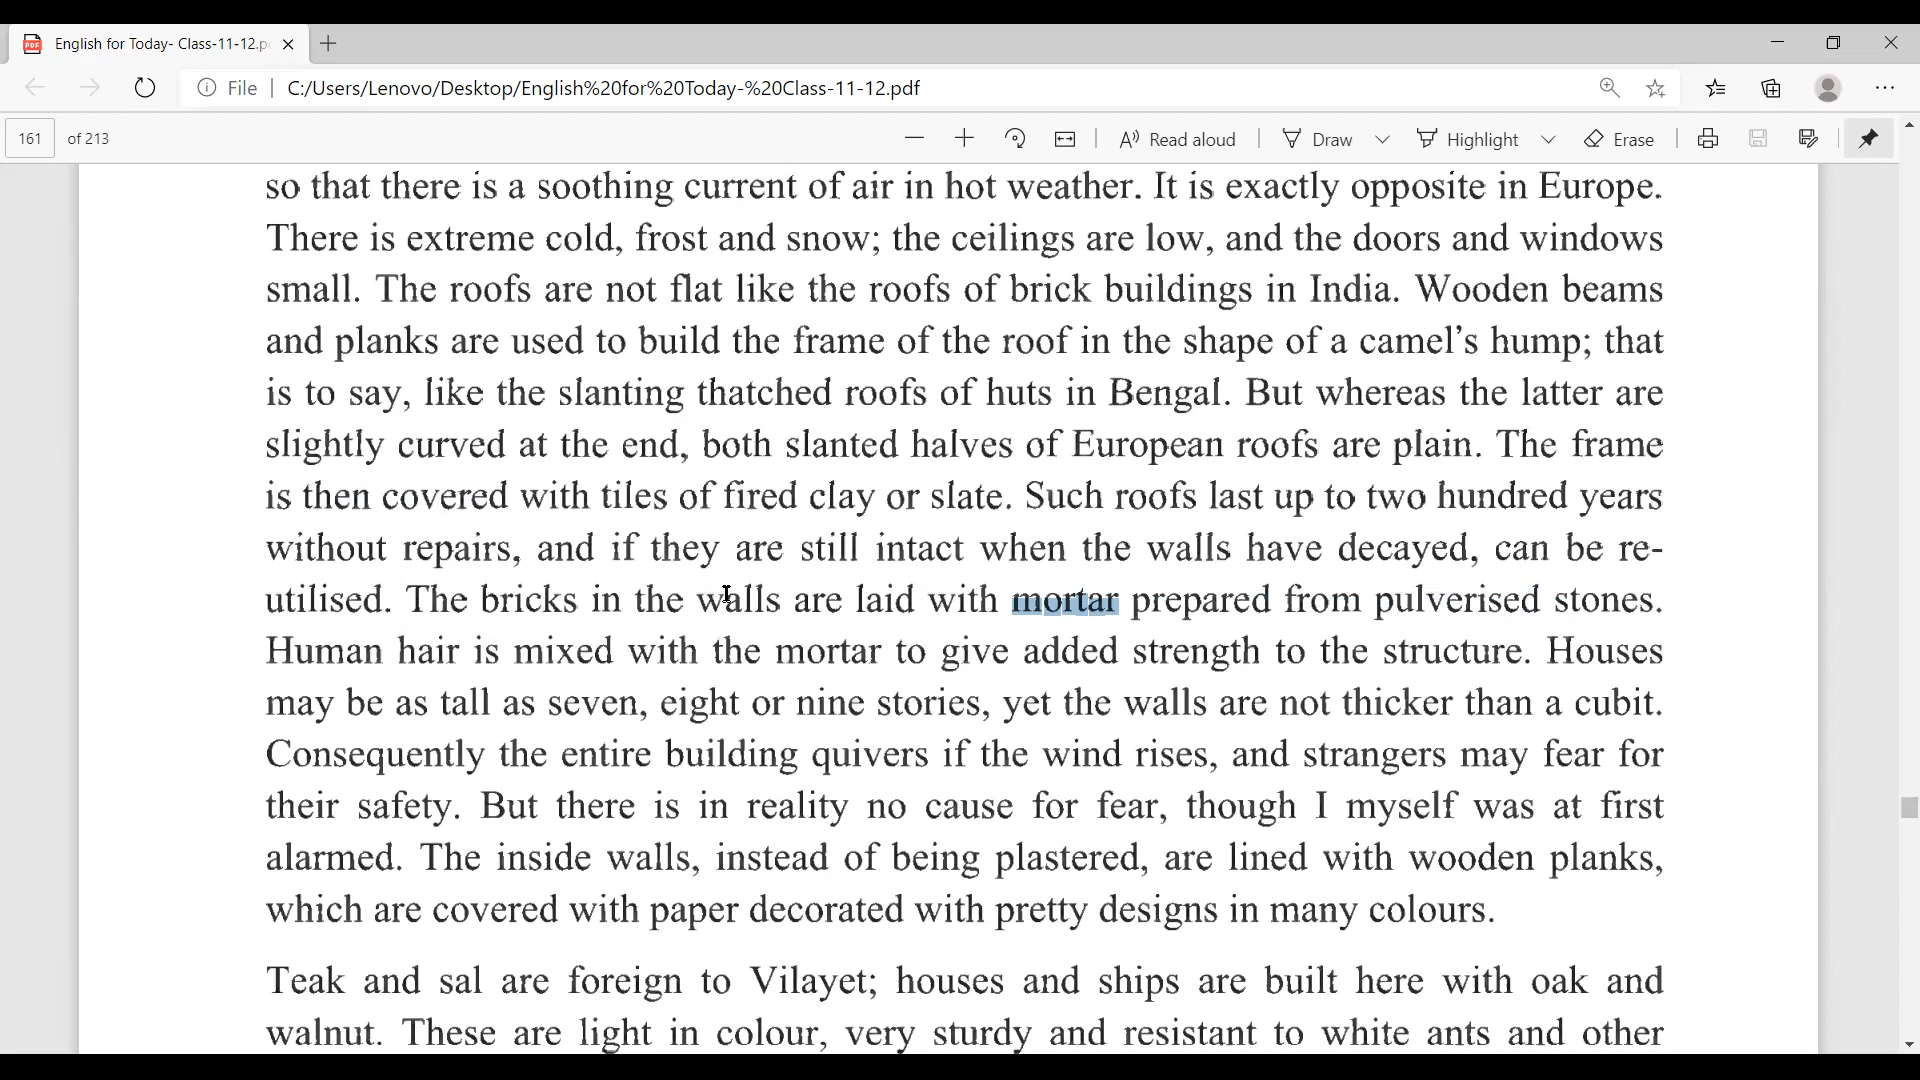 English for Today- Class-11-12.p
File | C:/Users/Lenovo/Desktop/English%20for%20Today-%20Class-11-12.pdf
161 of 213 Read aloud Draw Highlight Erase
so that there is a soothing current of air in hot weather. It is exactly opposite in Europe.
There is extreme cold, frost and snow; the ceilings are low, and the doors and windows
small. The roofs are not flat like the roofs of brick buildings in India. Wooden beams
and planks are used to build the frame of the roof in the shape of a camel’s hump; that
is to say, like the slanting thatched roofs of huts in Bengal. But whereas the latter are
slightly curved at the end, both slanted halves of European roofs are plain. The frame
is then covered with tiles of fired clay or slate. Such roofs last up to two hundred years
without repairs, and if they are still intact when the walls have decayed, can be re-
utilised. The bricks in the walls are laid with mortar prepared from pulverised stones.
Human hair is mixed with the mortar to give added strength to the structure. Houses
may be as tall as seven, eight or nine stories, yet the walls are not thicker than a cubit.
Consequently the entire building quivers if the wind rises, and strangers may fear for
their safety. But there is in reality no cause for fear, though I myself was at first
alarmed. The inside walls, instead of being plastered, are lined with wooden planks,
which are covered with paper decorated with pretty designs in many colours.
Teak and sal are foreign to Vilayet; houses and ships are built here with oak and
walnut. These are light in colour, very sturdy and resistant to white ants and other